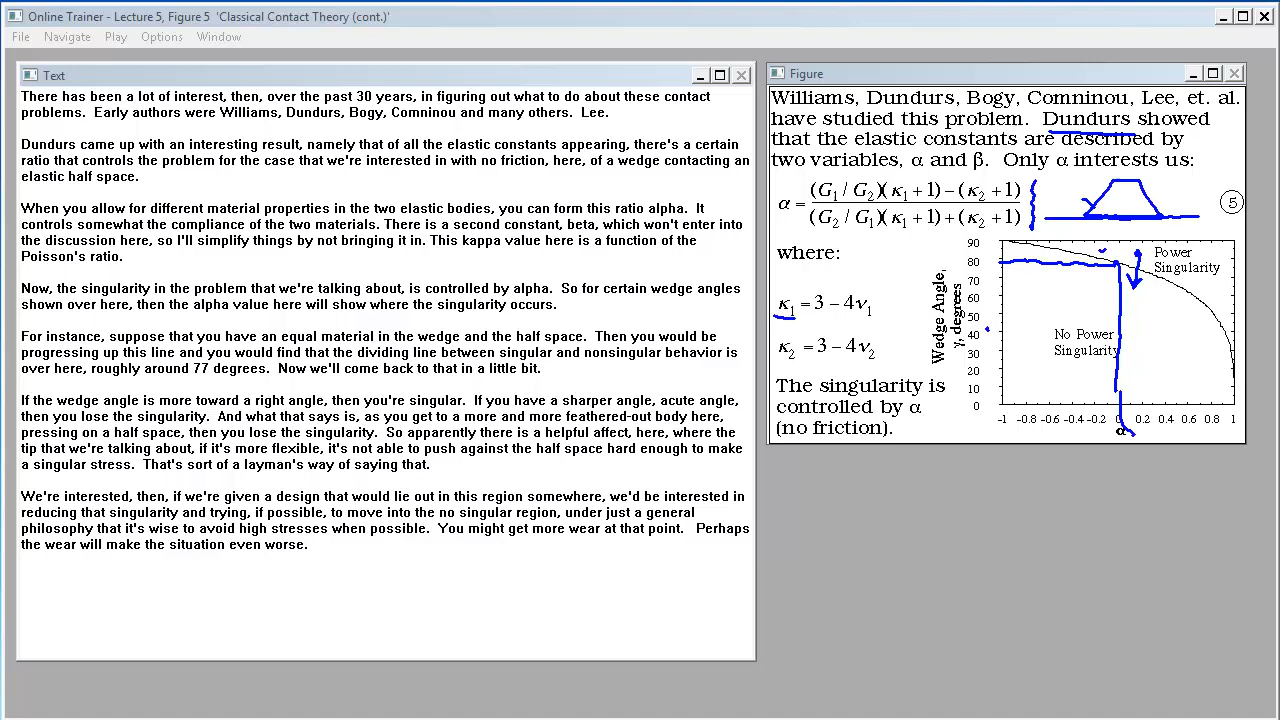 Online Trainer - Lecture 5, Figure 5  'Classical Contact Theory (cont.)'
File Navigate Play Options Window
Text
There has been a lot of interest, then, over the past 30 years, in figuring out what to do about these contact
problems.  Early authors were Williams, Dundurs, Bogy, Comninou and many others.  Lee.
Dundurs came up with an interesting result, namely that of all the elastic constants appearing, there's a certain
ratio that controls the problem for the case that we're interested in with no friction, here, of a wedge contacting an
elastic half space.
When you allow for different material properties in the two elastic bodies, you can form this ratio alpha.  It
controls somewhat the compliance of the two materials. There is a second constant, beta, which won't enter into
the discussion here, so I'll simplify things by not bringing it in. This kappa value here is a function of the
Poisson's ratio.
Now, the singularity in the problem that we're talking about, is controlled by alpha.  So for certain wedge angles
shown over here, then the alpha value here will show where the singularity occurs.
For instance, suppose that you have an equal material in the wedge and the half space.  Then you would be
progressing up this line and you would find that the dividing line between singular and nonsingular behavior is
over here, roughly around 77 degrees.  Now we'll come back to that in a little bit.
If the wedge angle is more toward a right angle, then you're singular.  If you have a sharper angle, acute angle,
then you lose the singularity.  And what that says is, as you get to a more and more feathered-out body here,
pressing on a half space, then you lose the singularity.  So apparently there is a helpful affect, here, where the
tip that we're talking about, if it's more flexible, it's not able to push against the half space hard enough to make
a singular stress.  That's sort of a layman's way of saying that.
We're interested, then, if we're given a design that would lie out in this region somewhere, we'd be interested in
reducing that singularity and trying, if possible, to move into the no singular region, under just a general
philosophy that it's wise to avoid high stresses when possible.  You might get more wear at that point.   Perhaps
the wear will make the situation even worse.
Figure
Williams, Dundurs, Bogy, Comninou, Lee, et. al.
have studied this problem.  Dundurs showed
that the elastic constants are described by
two variables, α and β.  Only α interests us:
α = (G₁ / G₂)(κ₁ + 1) − (κ₂ + 1)
(G₂ / G₁)(κ₁ + 1) + (κ₂ + 1)
5
where:
κ₁ = 3 − 4ν₁
κ₂ = 3 − 4ν₂
The singularity is
controlled by α
(no friction).
Wedge Angle,
γ, degrees
90
80
70
60
50
40
30
20
10
0
Power
Singularity
No Power
Singularity
-1 -0.8 -0.6 -0.4 -0.2 0 0.2 0.4 0.6 0.8 1
α